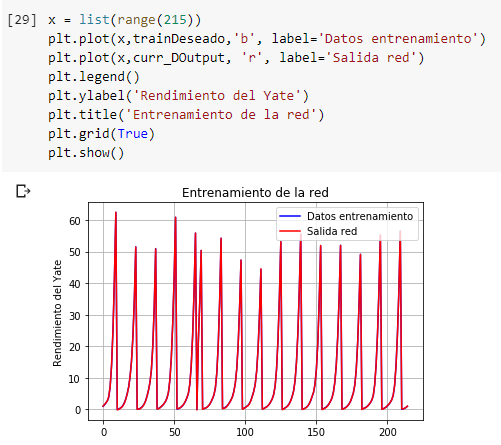 [29] x = list(range(215))
plt.plot(x,trainDeseado,'b', label='Datos entrenamiento')
plt.plot(x,curr_DOutput, 'r', label='Salida red')
plt.legend()
plt.ylabel('Rendimiento del Yate')
plt.title('Entrenamiento de la red')
plt.grid(True)
plt.show()
Entrenamiento de la red
Datos entrenamiento
Salida red
Rendimiento del Yate
60
50
40
30
20
10
0
0 50 100 150 200